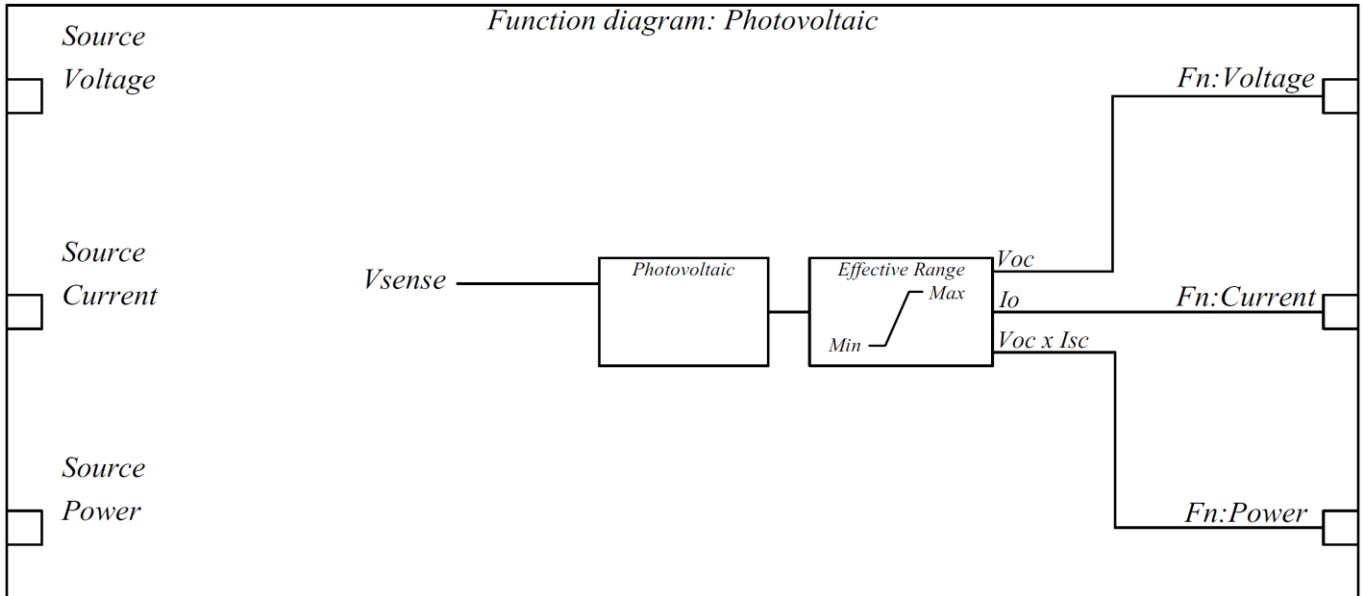 Function diagram: Photovoltaic
Source
Voltage
Fn:Voltage
Source
Current
Vsense
Photovoltaic
Effective Range
Max
Min
Voc
Io
Voc x Isc
Fn:Current
Source
Power
Fn:Power